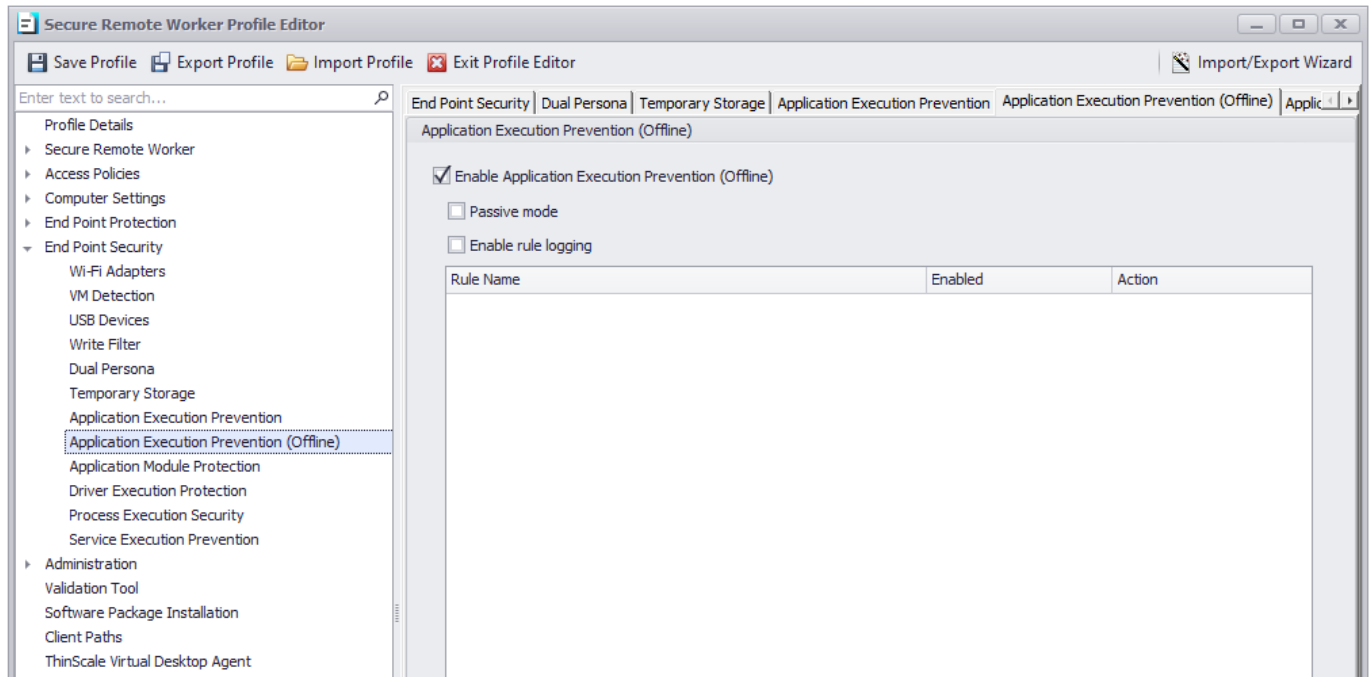 Secure Remote Worker Profile Editor
Save Profile Export Profile Import Profile Exit Profile Editor Import/Export Wizard
Enter text to search...
Profile Details
Secure Remote Worker
Access Policies
Computer Settings
End Point Protection
End Point Security
Wi-Fi Adapters
VM Detection
USB Devices
Write Filter
Dual Persona
Temporary Storage
Application Execution Prevention
Application Execution Prevention (Offline)
Application Module Protection
Driver Execution Protection
Process Execution Security
Service Execution Prevention
Administration
Validation Tool
Software Package Installation
Client Paths
ThinScale Virtual Desktop Agent
End Point Security Dual Persona Temporary Storage Application Execution Prevention Application Execution Prevention (Offline) Applic
Application Execution Prevention (Offline)
Enable Application Execution Prevention (Offline)
Passive mode
Enable rule logging
Rule Name Enabled Action